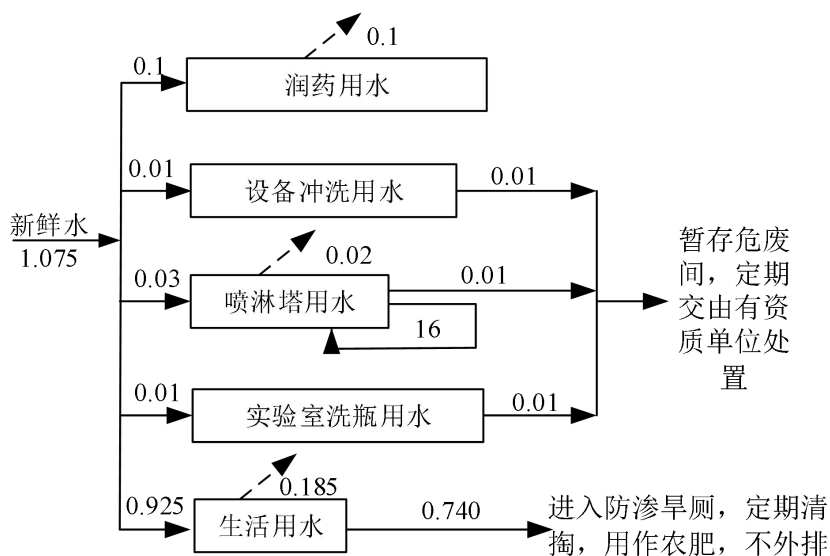 0.1
0.1
润药用水
0.01
设备冲洗用水
0.01
新鲜水
1.075
0.03
0.02
喷淋塔用水
0.01
16
暂存危废
间，定期
交由有资
质单位处
置
0.01
实验室洗瓶用水
0.01
0.925
0.185
生活用水
0.740
进入防渗旱厕，定期清
掏，用作农肥，不外排